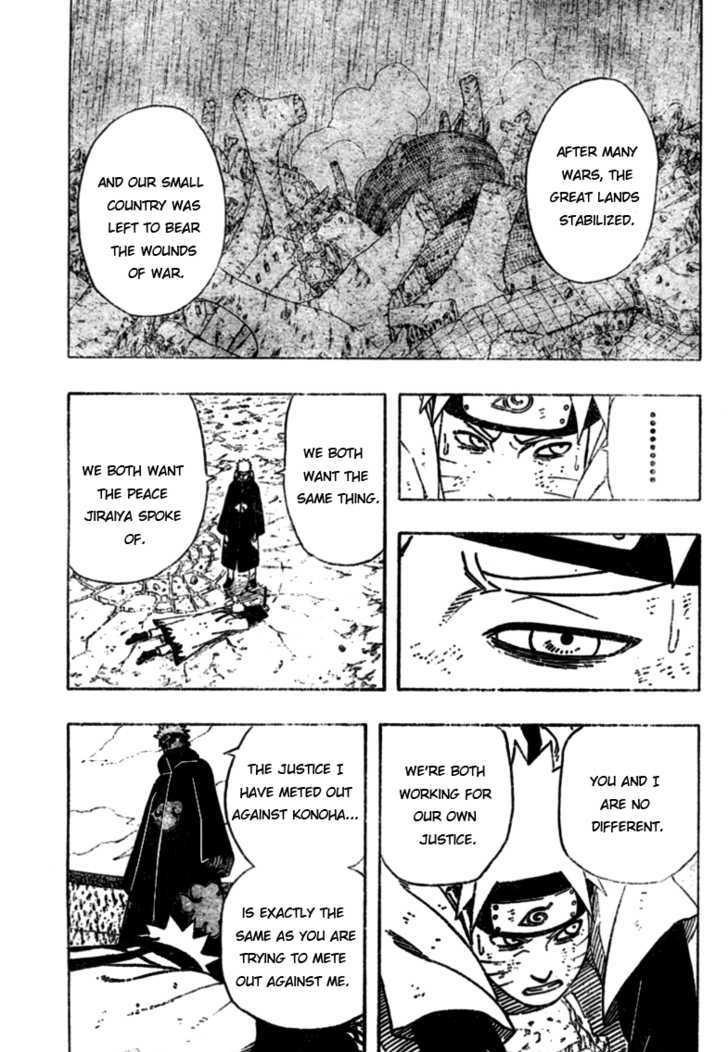 AFTER MANY
WARS, THE
GREAT LANDS
STABILIZED.
AND OUR SMALL
COUNTRY WAS
LEFT TO BEAR
THE WOUNDS
OF WAR.
..........
WE BOTH
WANT THE
SAME THING.
WE BOTH WANT
THE PEACE
JIRAIYA SPOKE
OF.
YOU AND I
ARE NO
DIFFERENT.
WE'RE BOTH
WORKING FOR
OUR OWN
JUSTICE.
THE JUSTICE I
HAVE METED OUT
AGAINST KONOHA...
IS EXACTLY THE
SAME AS YOU ARE
TRYING TO METE
OUT AGAINST ME.